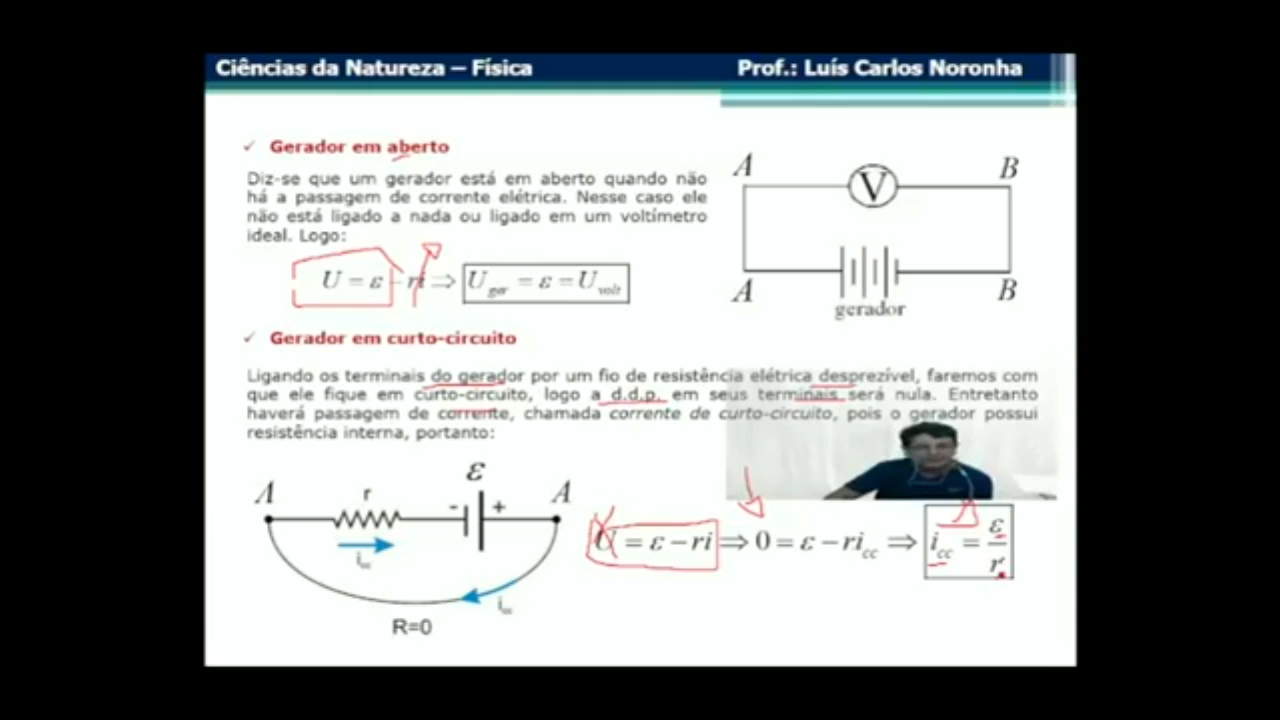 Ciências da Natureza – Física
Prof.: Luís Carlos Noronha
✓ Gerador em aberto
Diz-se que um gerador está em aberto quando não
há a passagem de corrente elétrica. Nesse caso ele
não está ligado a nada ou ligado em um voltímetro
ideal. Logo:
U = ε – ri ⇒ U_ger = ε = U_volt
A
V
B
A
B
gerador
✓ Gerador em curto-circuito
Ligando os terminais do gerador por um fio de resistência elétrica desprezível, faremos com
que ele fique em curto-circuito, logo a d.d.p. em seus terminais será nula. Entretanto
haverá passagem de corrente, chamada corrente de curto-circuito, pois o gerador possui
resistência interna, portanto:
A
r
ε
A
- +
i_cc
i_cc
R=0
U = ε – ri ⇒ 0 = ε – ri_cc ⇒ i_cc = ε/r